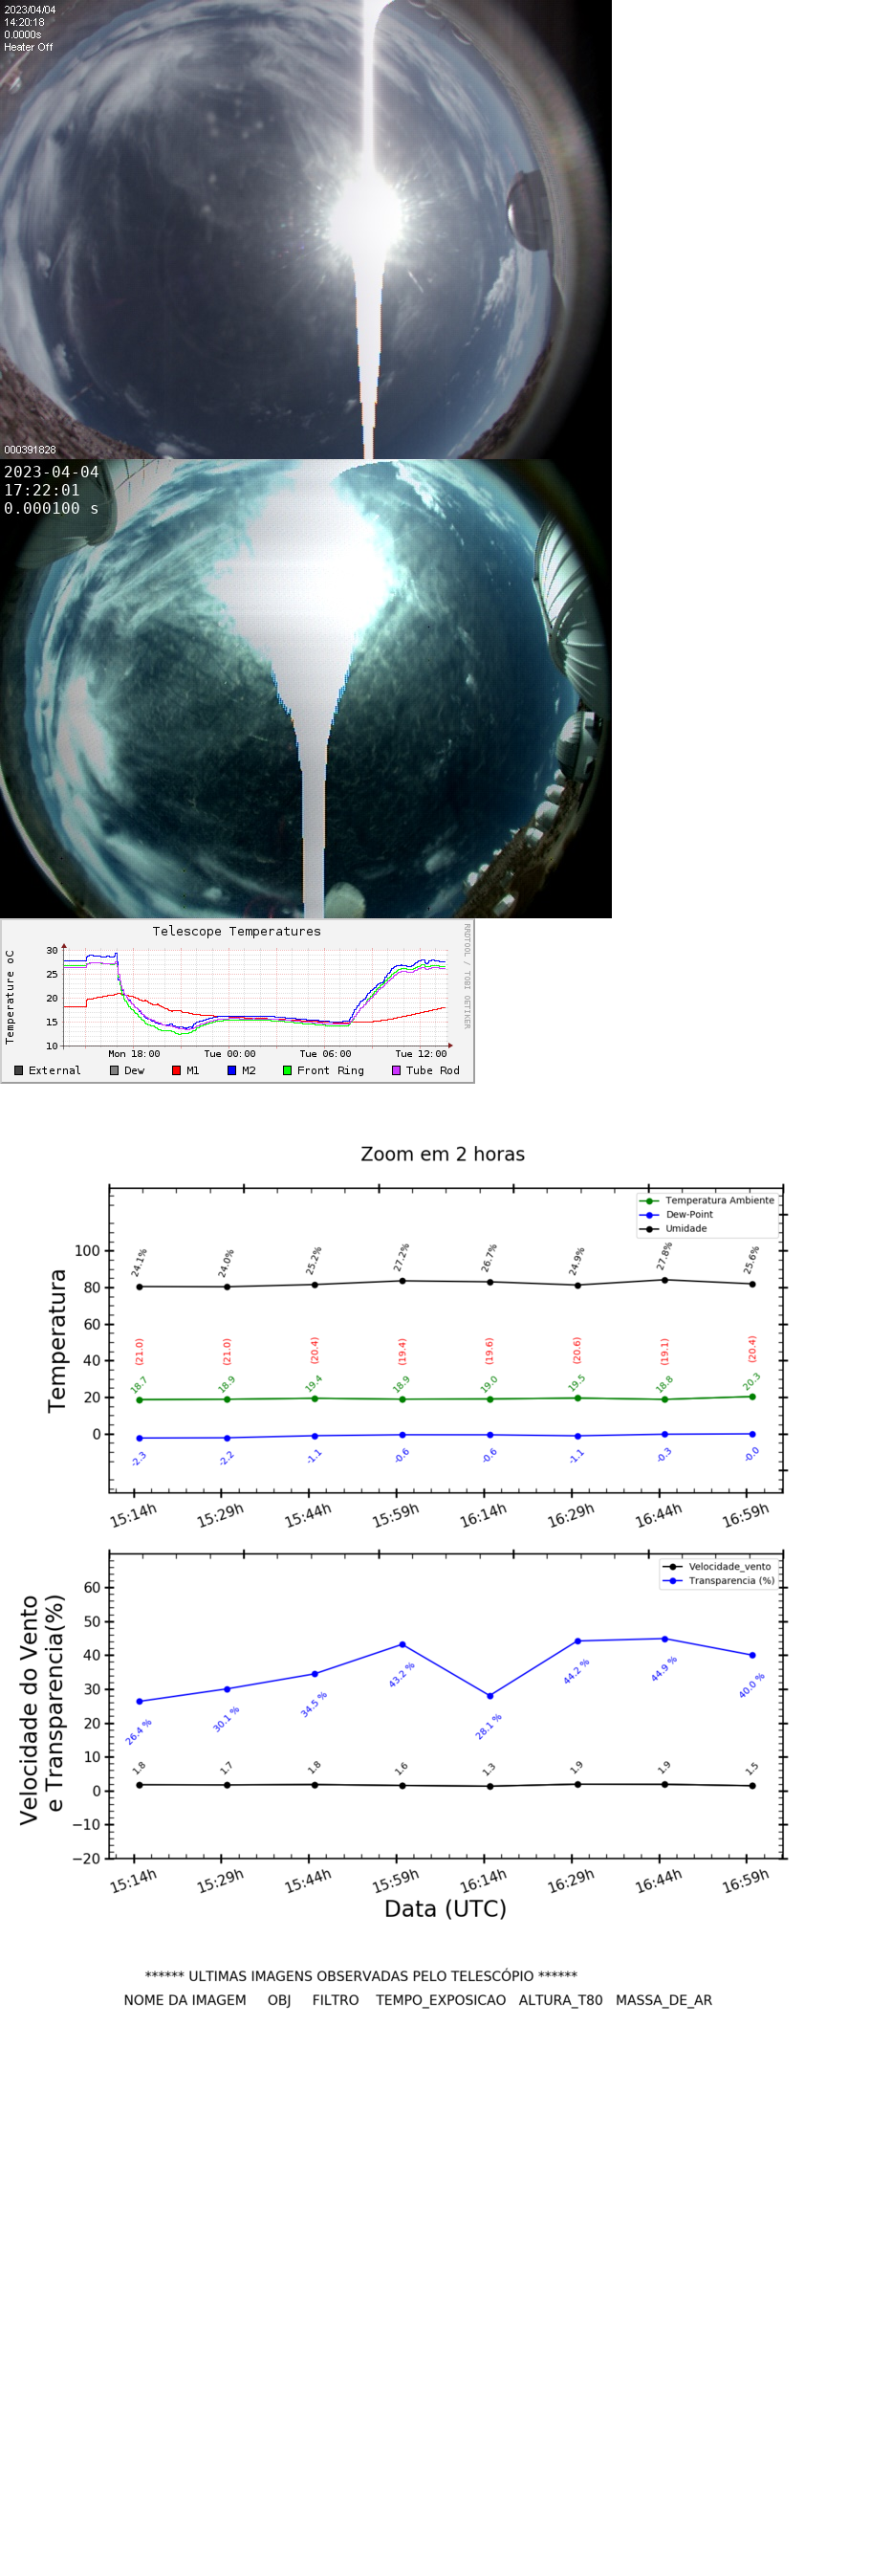 2023/04/04
14:20:18
0.0000s
Heater Off
000391828
2023-04-04
17:22:01
0.000100 s
Telescope Temperatures
RRDTOOL / TOBI OETIKER
Temperature oC
30
25
20
15
10
Mon 18:00 Tue 00:00 Tue 06:00 Tue 12:00
External Dew M1 M2 Front Ring Tube Rod
Zoom em 2 horas
Temperatura
Temperatura Ambiente
Dew-Point
Umidade
100
80
60
40
20
0
24.1% 24.0% 25.2% 27.2% 26.7% 24.9% 27.8% 25.6%
(21.0) (21.0) (20.4) (19.4) (19.6) (20.6) (19.1) (20.4)
18.7 18.9 19.4 18.9 19.0 19.5 18.8 20.3
-2.3 -2.2 -1.1 -0.6 -0.6 -1.1 -0.3 -0.0
15:14h 15:29h 15:44h 15:59h 16:14h 16:29h 16:44h 16:59h
Velocidade do Vento
e Transparencia(%)
Velocidade_vento
Transparencia (%)
60
50
40
30
20
10
0
−10
−20
26.4 % 30.1 % 34.5 % 43.2 % 28.1 % 44.2 % 44.9 % 40.0 %
1.8 1.7 1.8 1.6 1.3 1.9 1.9 1.5
15:14h 15:29h 15:44h 15:59h 16:14h 16:29h 16:44h 16:59h
Data (UTC)
****** ULTIMAS IMAGENS OBSERVADAS PELO TELESCÓPIO ******
NOME DA IMAGEM OBJ FILTRO TEMPO_EXPOSICAO ALTURA_T80 MASSA_DE_AR